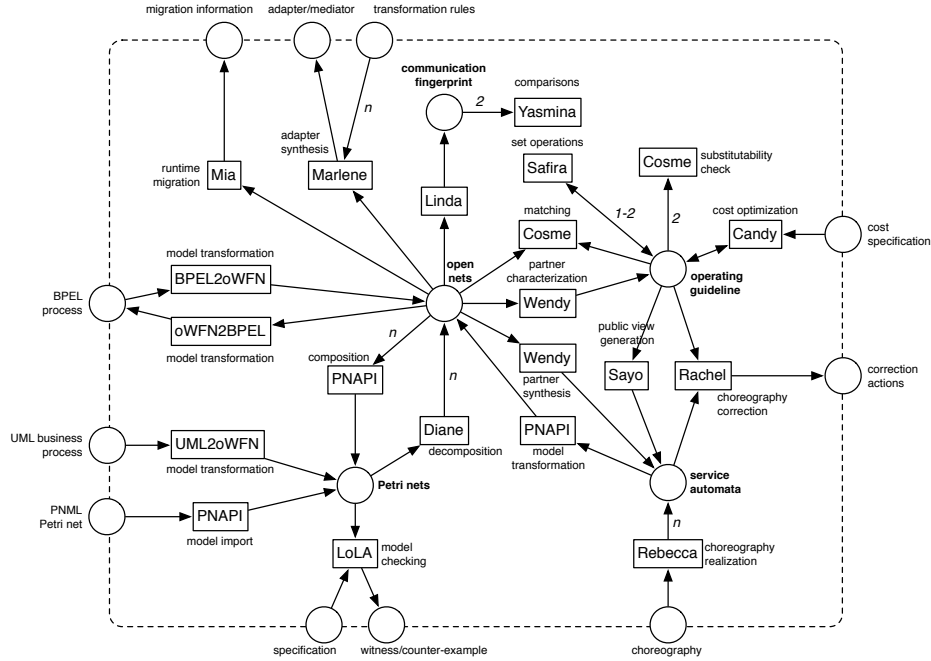 migration information
adapter/mediator
transformation rules
communication
fingerprint
comparisons
2
Yasmina
n
adapter
synthesis
set operations
Safira
Cosme
substitutability
check
runtime
migration
Mia
Marlene
Linda
1-2
2
matching
Cosme
cost optimization
Candy
cost
specification
model transformation
BPEL2oWFN
open
nets
partner
characterization
operating
guideline
BPEL
process
Wendy
oWFN2BPEL
model transformation
n
public view
generation
composition
PNAPI
Wendy
partner
synthesis
Sayo
Rachel
choreography
correction
correction
actions
n
UML business
process
UML2oWFN
model transformation
Diane
decomposition
PNAPI
model
transformation
Petri nets
service
automata
PNML
Petri net
PNAPI
model import
n
LoLA
model
checking
Rebecca
choreography
realization
specification
witness/counter-example
choreography